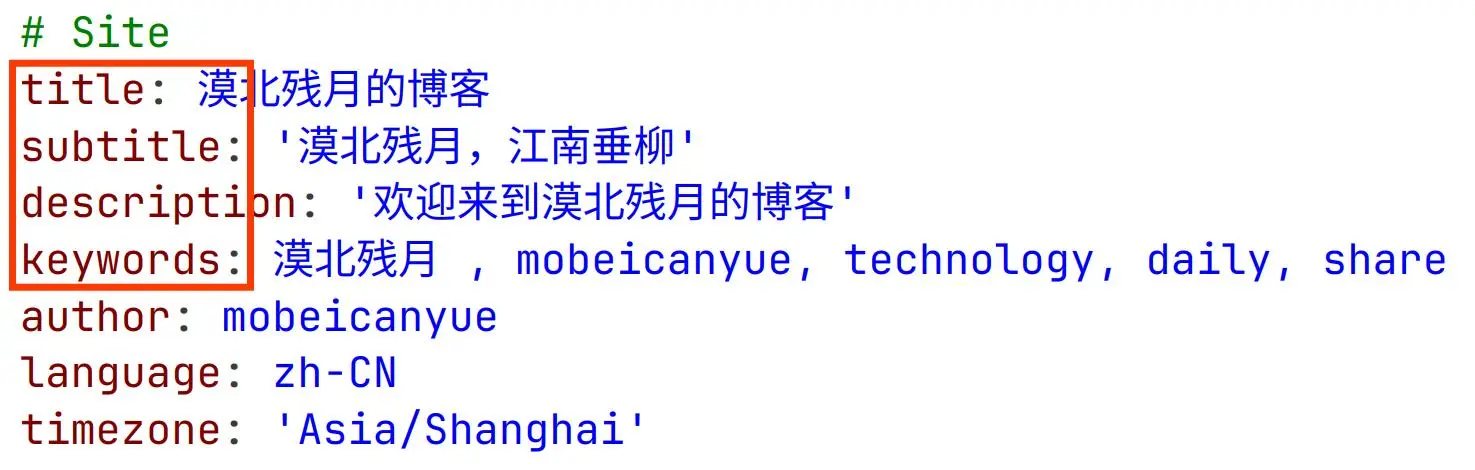 # Site
title: 漠北残月的博客
subtitle: '漠北残月，江南垂柳'
description: '欢迎来到漠北残月的博客'
keywords: 漠北残月 , mobeicanyue, technology, daily, share
author: mobeicanyue
language: zh-CN
timezone: 'Asia/Shanghai'